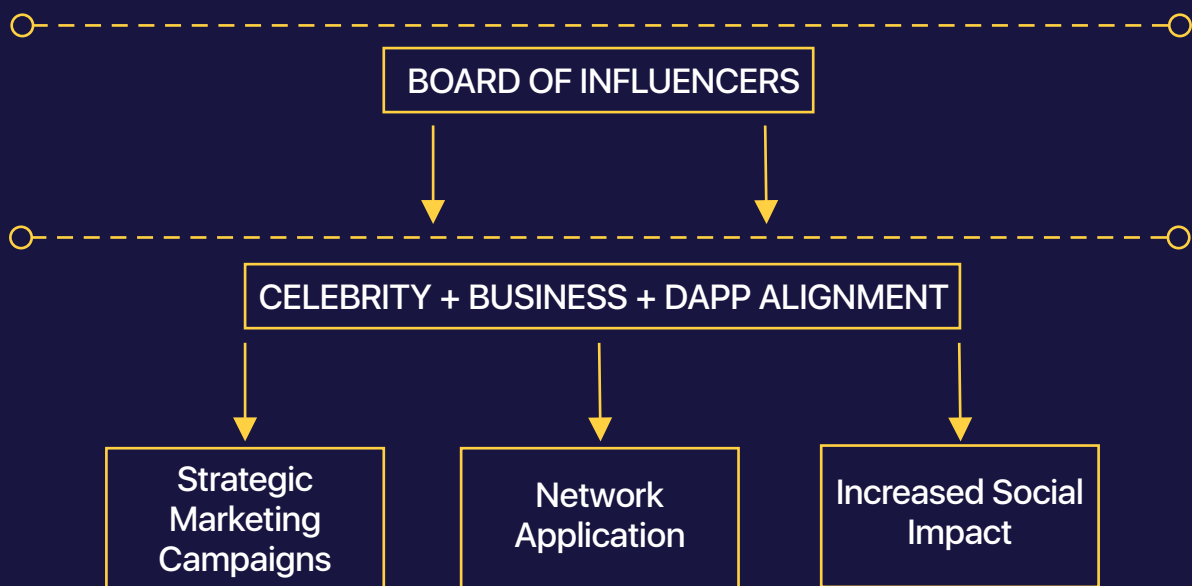 BOARD OF INFLUENCERS
CELEBRITY + BUSINESS + DAPP ALIGNMENT
Strategic
Marketing
Campaigns
Network
Application
Increased Social
Impact